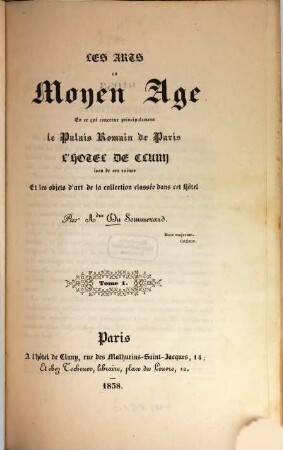 LES ARTS
au
Moyen Age
En ce qui concerne principalement
le Palais Romain de Paris
L'HOTEL DE CLUNY
issu de ses ruines
Et les objets d'art de la collection classée dans cet hôtel
Par A. Du Sommerard.
More majorum.
Tome I.
Paris
A l'hôtel de Cluny, rue des Mathurins-Saint-Jacques, 14;
Et chez Techener, libraire, place du Louvre, 12.
1838.